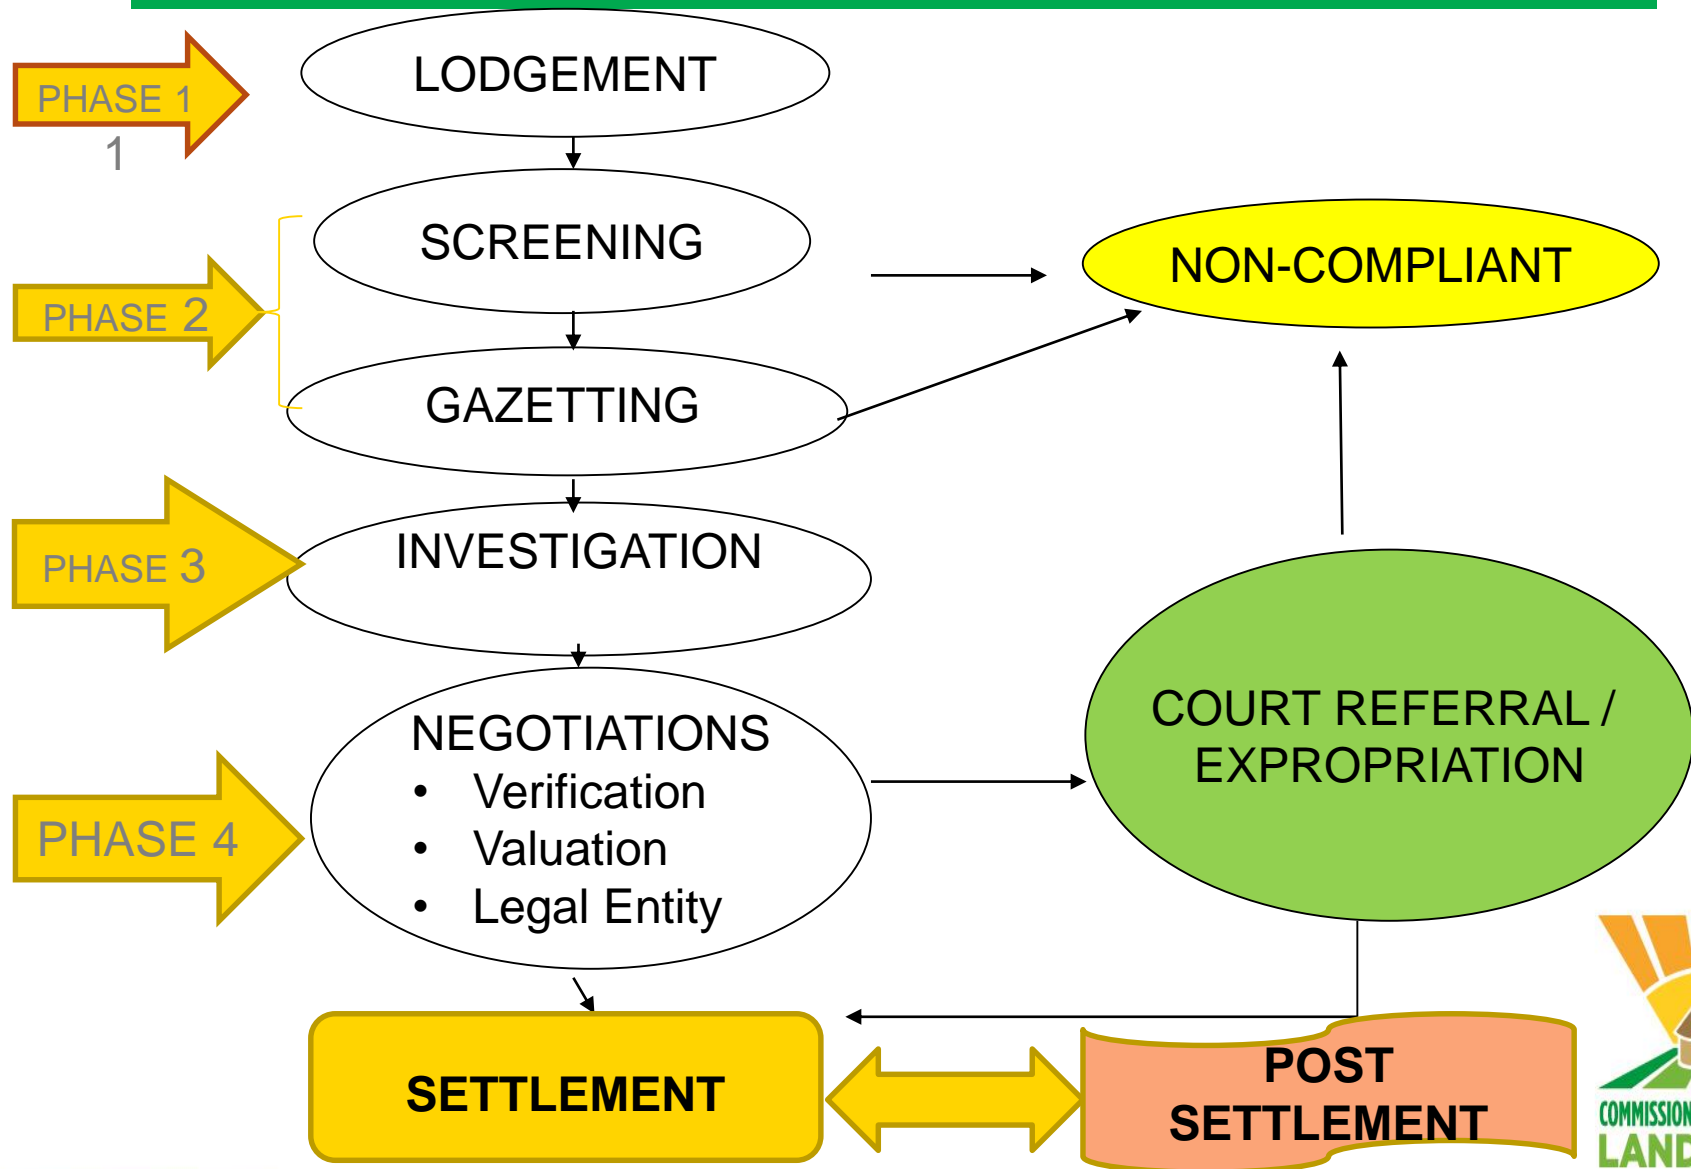 PHASE 1
1
LODGEMENT
PHASE 2
SCREENING
GAZETTING
NON-COMPLIANT
PHASE 3
INVESTIGATION
PHASE 4
NEGOTIATIONS
• Verification
• Valuation
• Legal Entity
COURT REFERRAL /
EXPROPRIATION
SETTLEMENT
POST
SETTLEMENT
COMMISSION
LAND